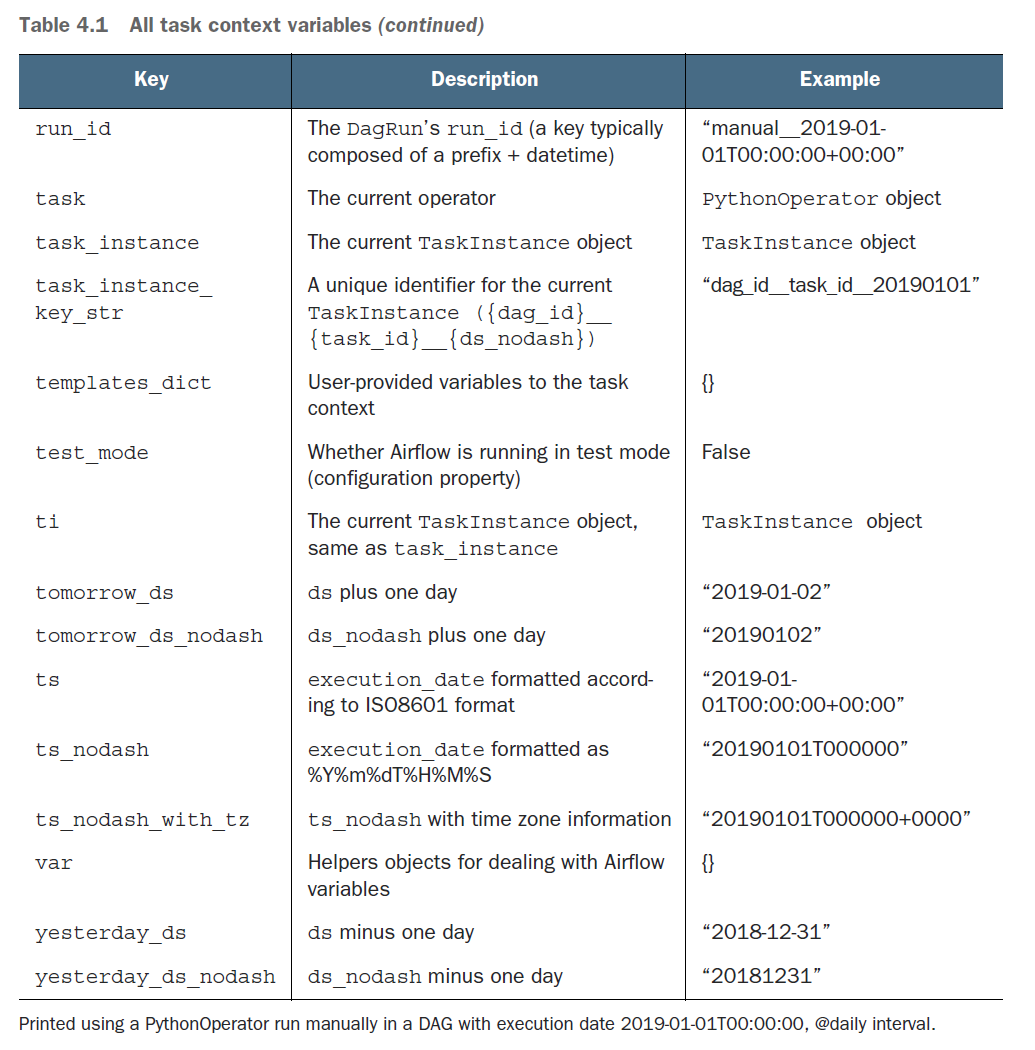 Table 4.1 All task context variables (continued)
Key Description Example
run_id The DagRun’s run_id (a key typically “manual__2019-01-
composed of a prefix + datetime) 01T00:00:00+00:00”
task The current operator PythonOperator object
task_instance The current TaskInstance object TaskInstance object
task_instance_ A unique identifier for the current “dag_id__task_id__20190101”
key_str TaskInstance ({dag_id}__
{task_id}__{ds_nodash})
templates_dict User-provided variables to the task {}
context
test_mode Whether Airflow is running in test mode False
(configuration property)
ti The current TaskInstance object, TaskInstance object
same as task_instance
tomorrow_ds ds plus one day “2019-01-02”
tomorrow_ds_nodash ds_nodash plus one day “20190102”
ts execution_date formatted accord- “2019-01-
ing to ISO8601 format 01T00:00:00+00:00”
ts_nodash execution_date formatted as “20190101T000000”
%Y%m%dT%H%M%S
ts_nodash_with_tz ts_nodash with time zone information “20190101T000000+0000”
var Helpers objects for dealing with Airflow {}
variables
yesterday_ds ds minus one day “2018-12-31”
yesterday_ds_nodash ds_nodash minus one day “20181231”
Printed using a PythonOperator run manually in a DAG with execution date 2019-01-01T00:00:00, @daily interval.